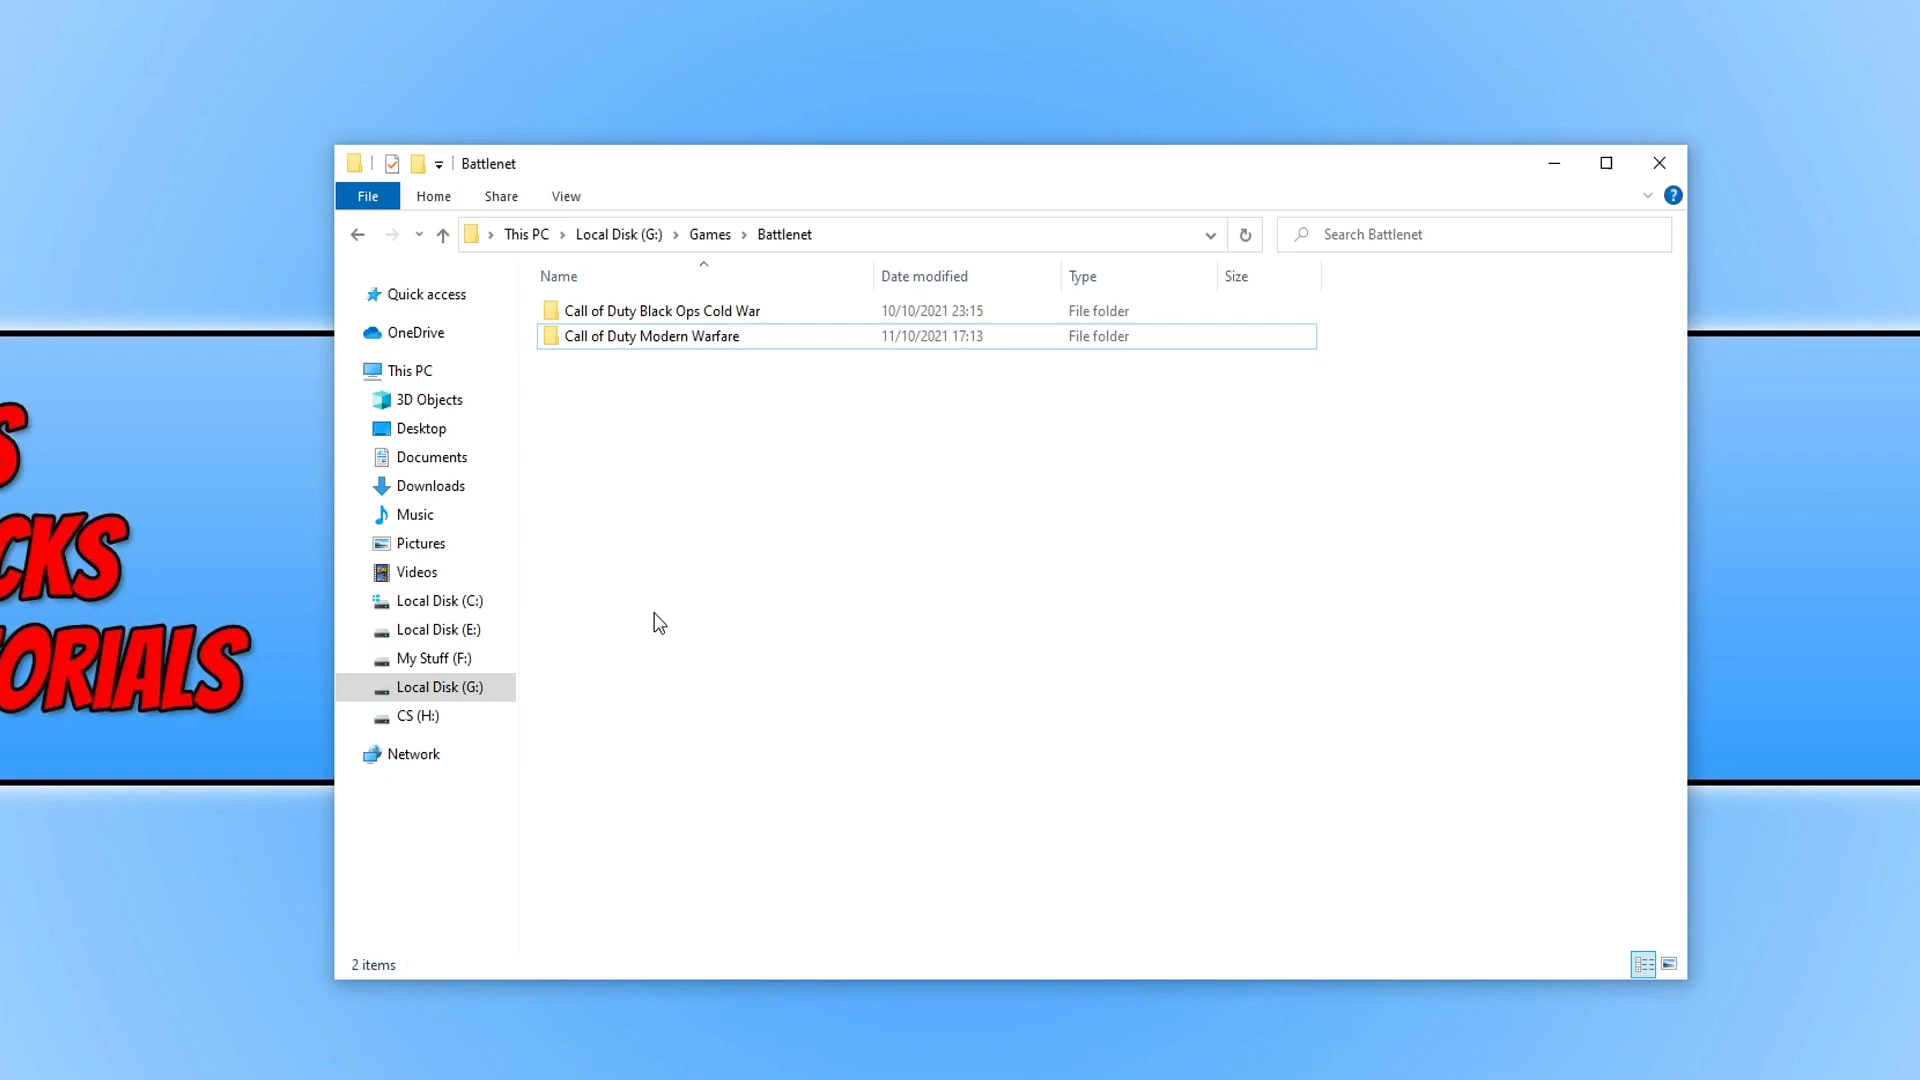 Battlenet
File Home Share View
This PC Local Disk (G:) Games Battlenet
Search Battlenet
Name Date modified Type Size
Call of Duty Black Ops Cold War 10/10/2021 23:15 File folder
Call of Duty Modern Warfare 11/10/2021 17:13 File folder
Quick access
OneDrive
This PC
3D Objects
Desktop
Documents
Downloads
Music
Pictures
Videos
Local Disk (C:)
Local Disk (E:)
My Stuff (F:)
Local Disk (G:)
CS (H:)
Network
2 items
S
CKS
TORIALS